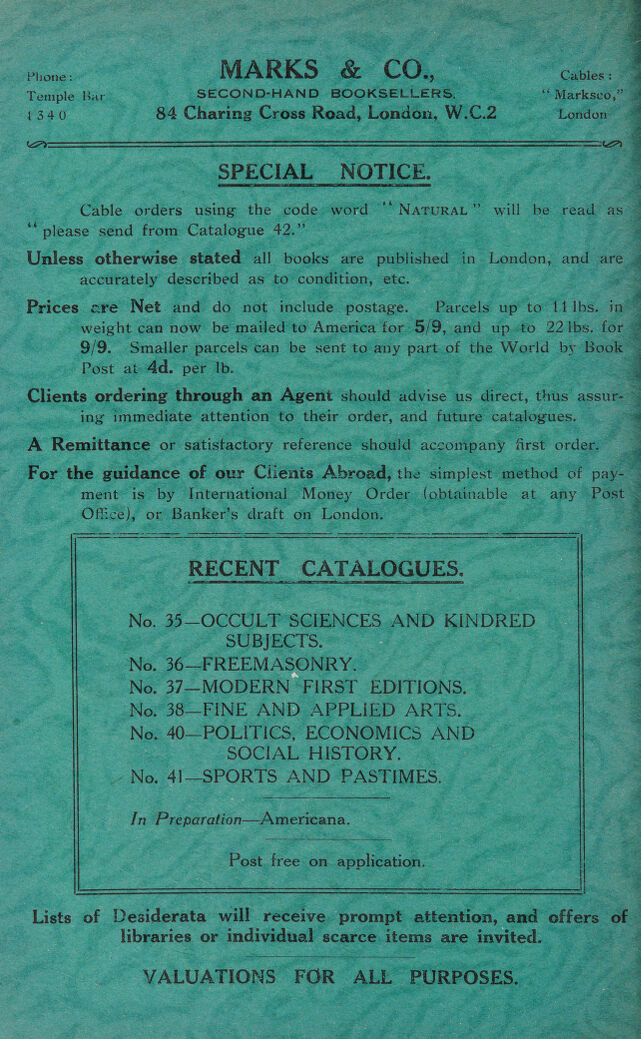 Phone:
Temple Bar
1340
MARKS & CO.,
SECOND-HAND BOOKSELLERS,
84 Charing Cross Road, London, W.C.2
Cables:
"Marksco,"
London
SPECIAL NOTICE.
Cable orders using the code word "NATURAL" will be read as
"please send from Catalogue 42."
Unless otherwise stated all books are published in London, and are
accurately described as to condition, etc.
Prices are Net and do not include postage. Parcels up to 11lbs. in
weight can now be mailed to America for 5/9, and up to 22lbs. for
9/9. Smaller parcels can be sent to any part of the World by Book
Post at 4d. per lb.
Clients ordering through an Agent should advise us direct, thus assur-
ing immediate attention to their order, and future catalogues.
A Remittance or satisfactory reference should accompany first order.
For the guidance of our Clients Abroad, the simplest method of pay-
ment is by International Money Order (obtainable at any Post
Office), or Banker's draft on London.
RECENT CATALOGUES.
No. 35—OCCULT SCIENCES AND KINDRED
SUBJECTS.
No. 36—FREEMASONRY.
No. 37—MODERN FIRST EDITIONS.
No. 38—FINE AND APPLIED ARTS.
No. 40—POLITICS, ECONOMICS AND
SOCIAL HISTORY.
No. 41—SPORTS AND PASTIMES.
In Preparation—Americana.
Post free on application.
Lists of Desiderata will receive prompt attention, and offers of
libraries or individual scarce items are invited.
VALUATIONS FOR ALL PURPOSES.